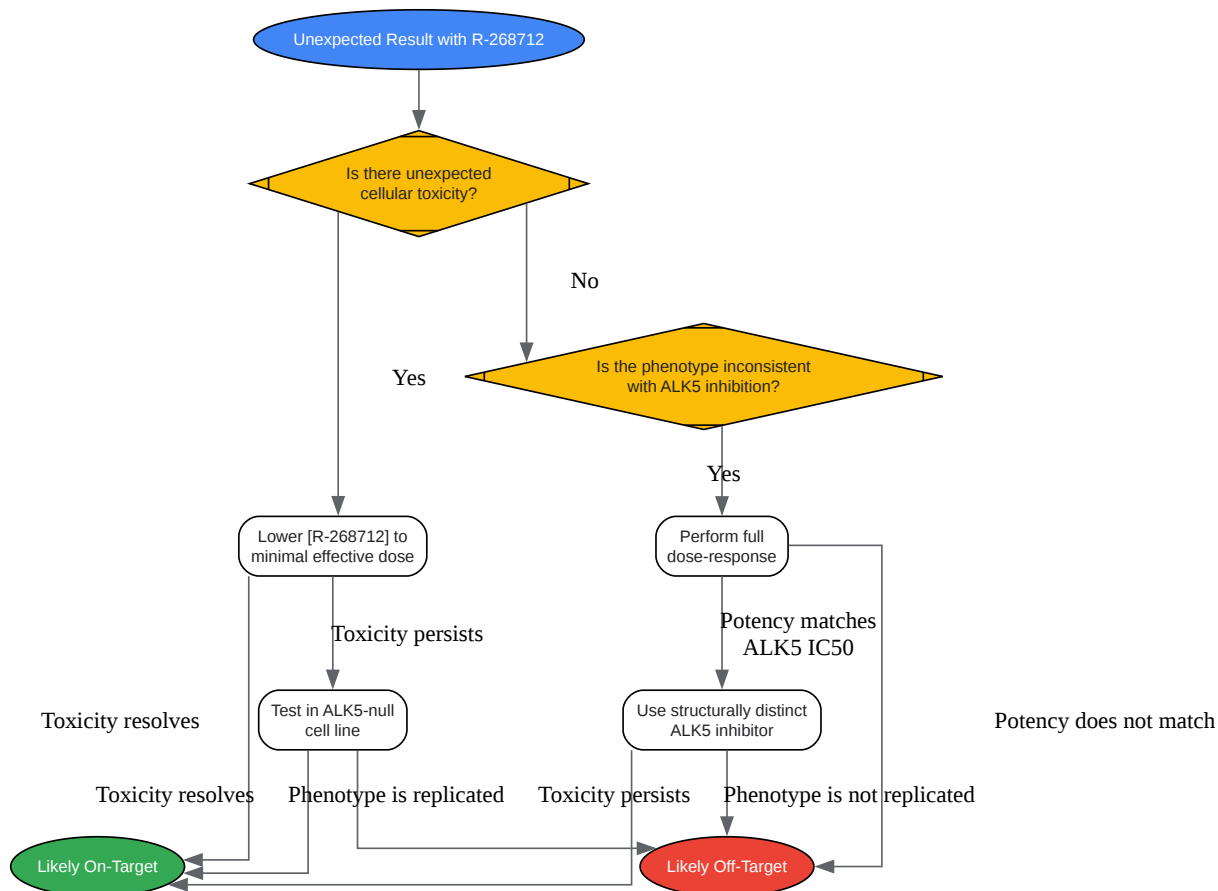 Unexpected Result with R-268712
Is there unexpected
cellular toxicity?
No
Is the phenotype inconsistent
with ALK5 inhibition?
Yes
Yes
Lower [R-268712] to
minimal effective dose
Perform full
dose-response
Toxicity persists
Potency matches
ALK5 IC50
Test in ALK5-null
cell line
Use structurally distinct
ALK5 inhibitor
Toxicity resolves
Potency does not match
Toxicity resolves
Phenotype is replicated
Toxicity persists
Phenotype is not replicated
Likely On-Target
Likely Off-Target